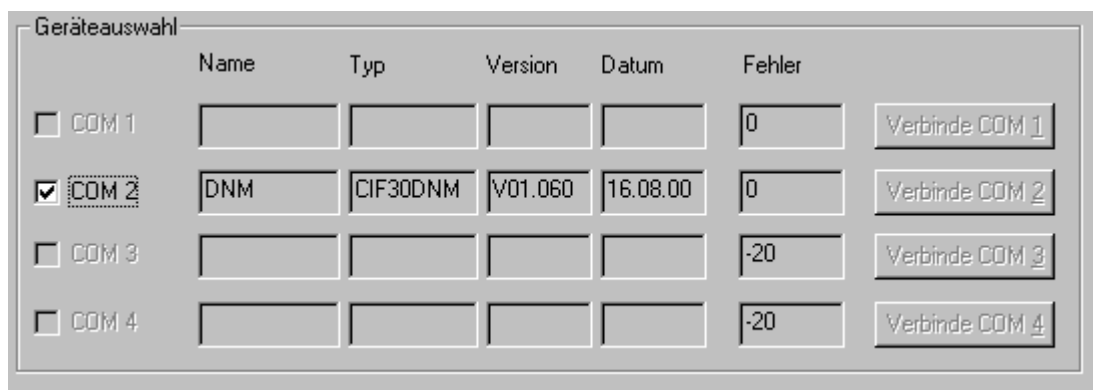 Geräteauswahl
Name Typ Version Datum Fehler
COM 1 0 Verbinde COM 1
COM 2 DNM CIF30DNM V01.060 16.08.00 0 Verbinde COM 2
COM 3 -20 Verbinde COM 3
COM 4 -20 Verbinde COM 4